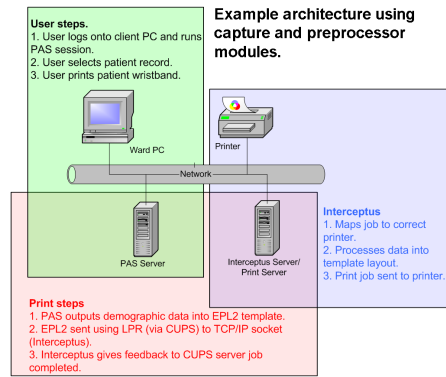 Example architecture using
capture and preprocessor
modules.
User steps.
1. User logs onto client PC and runs
PAS session.
2. User selects patient record.
3. User prints patient wristband.
Ward PC
Printer
Network
PAS Server
Interceptus Server/
Print Server
Interceptus
1. Maps job to correct
printer.
2. Processes data into
template layout.
3. Print job sent to printer.
Print steps
1. PAS outputs demographic data into EPL2 template.
2. EPL2 sent using LPR (via CUPS) to TCP/IP socket
(Interceptus).
3. Interceptus gives feedback to CUPS server job
completed.